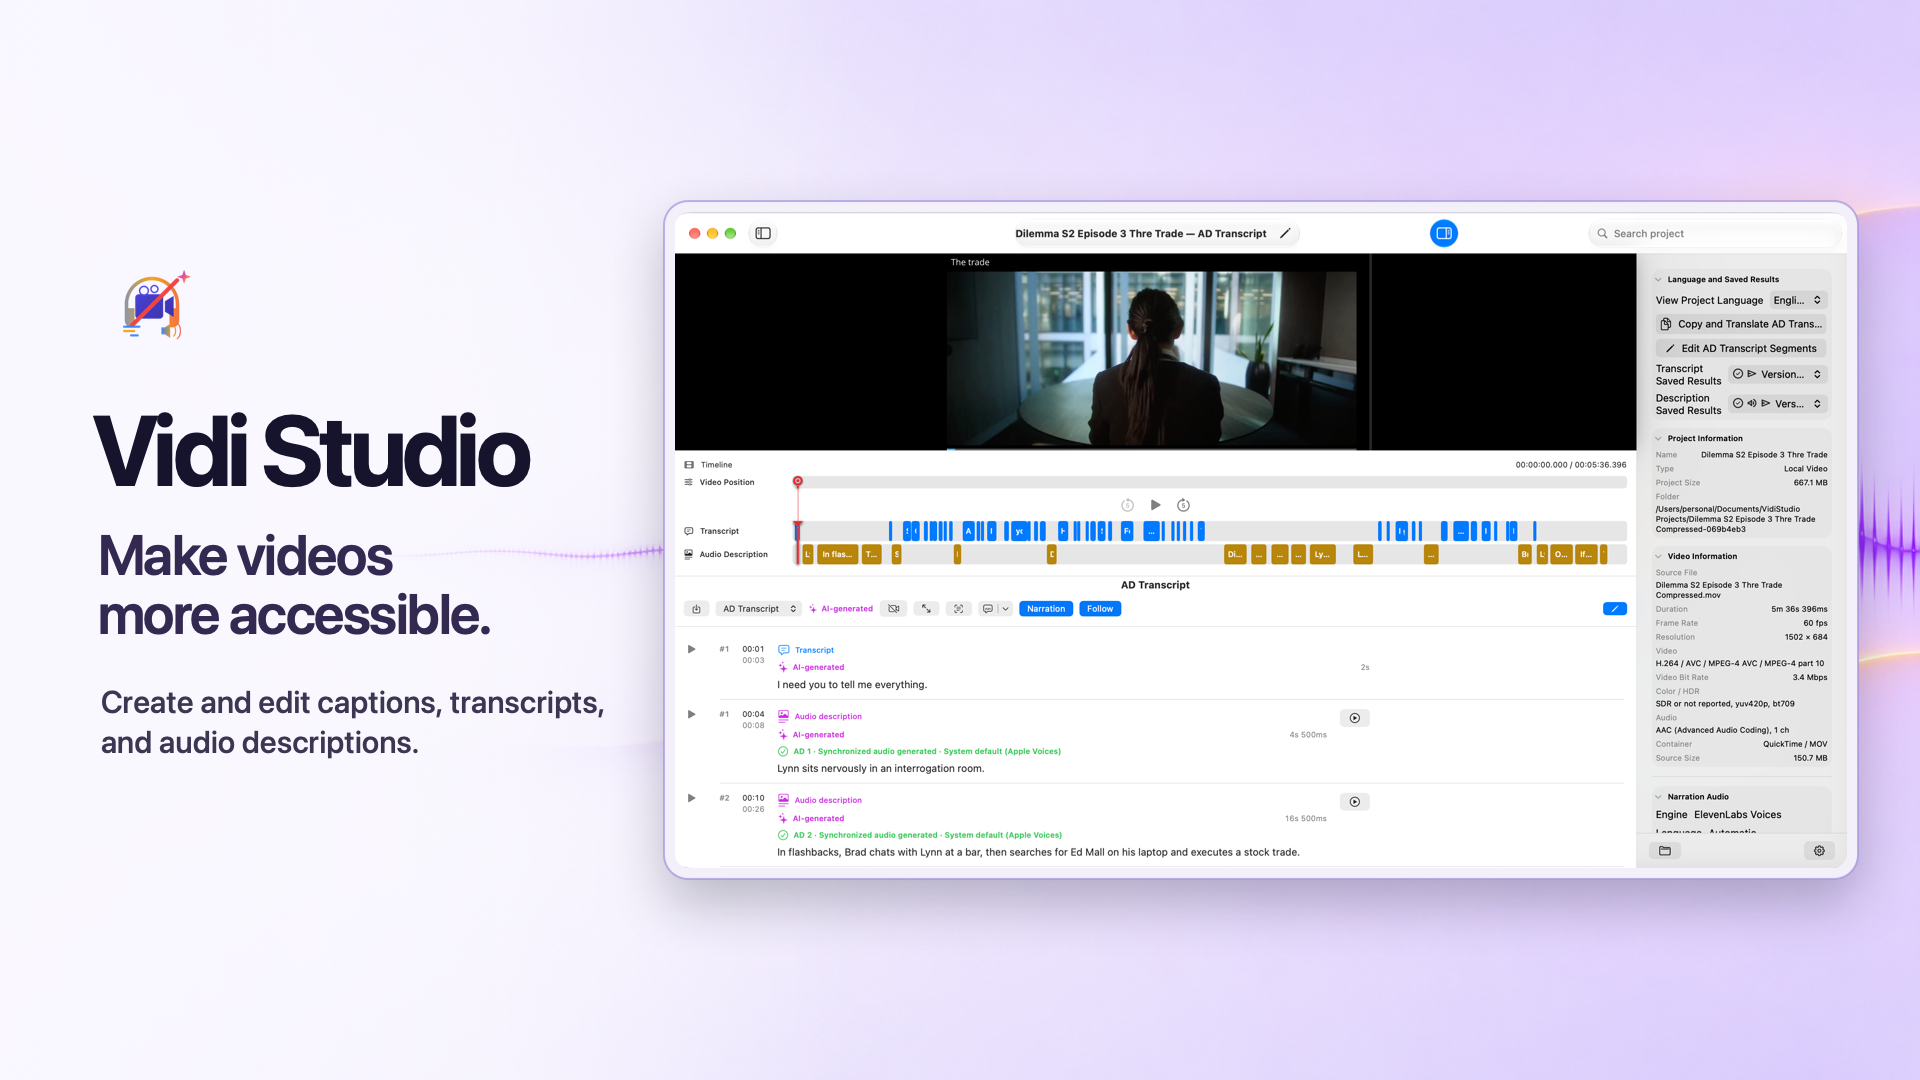 Vidi Studio
Make videos
more accessible.
Create and edit captions, transcripts,
and audio descriptions.
Dilemma S2 Episode 3 Thre Trade — AD Transcript
Search project
The trade
Timeline
00:00:00.000 / 00:05:36.396
Video Position
Transcript
A
Audio Description
In flas...
T...
Di...
...
...
...
Ly...
L...
...
O...
If...
AD Transcript
AD Transcript
AI-generated
Narration
Follow
#1
00:01
00:03
Transcript
AI-generated
2s
I need you to tell me everything.
#1
00:04
00:08
Audio description
AI-generated
4s 500ms
AD 1 · Synchronized audio generated · System default (Apple Voices)
Lynn sits nervously in an interrogation room.
#2
00:10
00:26
Audio description
AI-generated
16s 500ms
AD 2 · Synchronized audio generated · System default (Apple Voices)
In flashbacks, Brad chats with Lynn at a bar, then searches for Ed Mall on his laptop and executes a stock trade.
Language and Saved Results
View Project Language Engli...
Copy and Translate AD Trans...
Edit AD Transcript Segments
Transcript
Saved Results
Version...
Description
Saved Results
Vers...
Project Information
Name Dilemma S2 Episode 3 Thre Trade
Type Local Video
Project Size 667.1 MB
Folder
/Users/personal/Documents/VidiStudio
Projects/Dilemma S2 Episode 3 Thre Trade
Compressed-069b4eb3
Video Information
Source File
Dilemma S2 Episode 3 Thre Trade
Compressed.mov
Duration 5m 36s 396ms
Frame Rate 60 fps
Resolution 1502 × 684
Video
H.264 / AVC / MPEG-4 AVC / MPEG-4 part 10
Video Bit Rate 3.4 Mbps
Color / HDR
SDR or not reported, yuv420p, bt709
Audio
AAC (Advanced Audio Coding), 1 ch
Container QuickTime / MOV
Source Size 150.7 MB
Narration Audio
Engine ElevenLabs Voices
Language Automatic